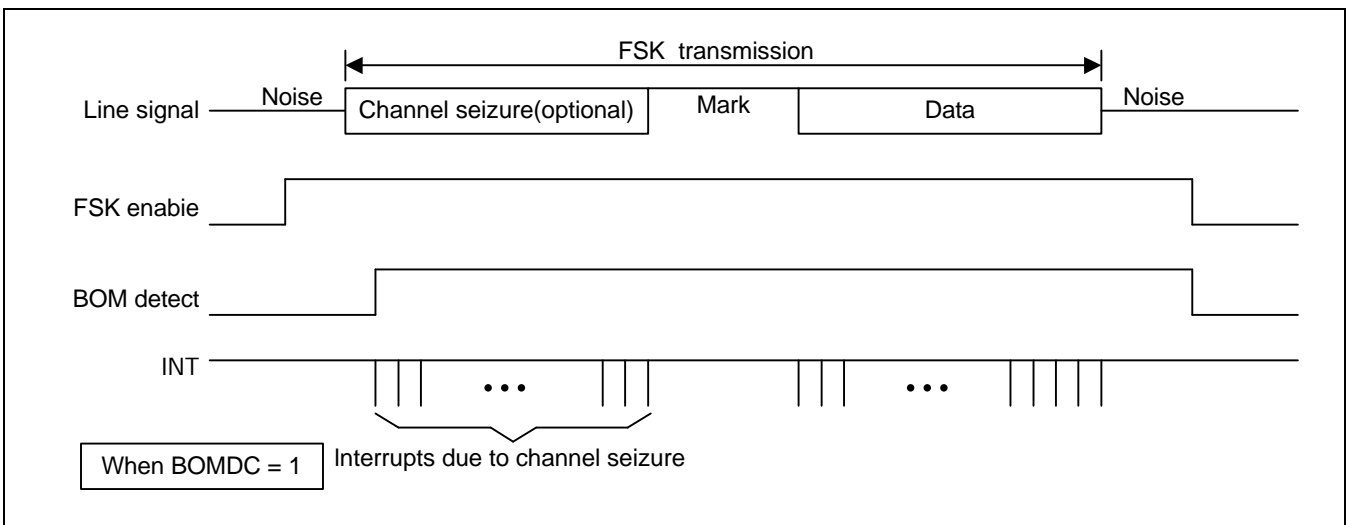 FSK transmission
Line signal
Noise
Channel seizure(optional)
Mark
Data
Noise
FSK enabie
BOM detect
INT
•••
•••
Interrupts due to channel seizure
When BOMDC = 1